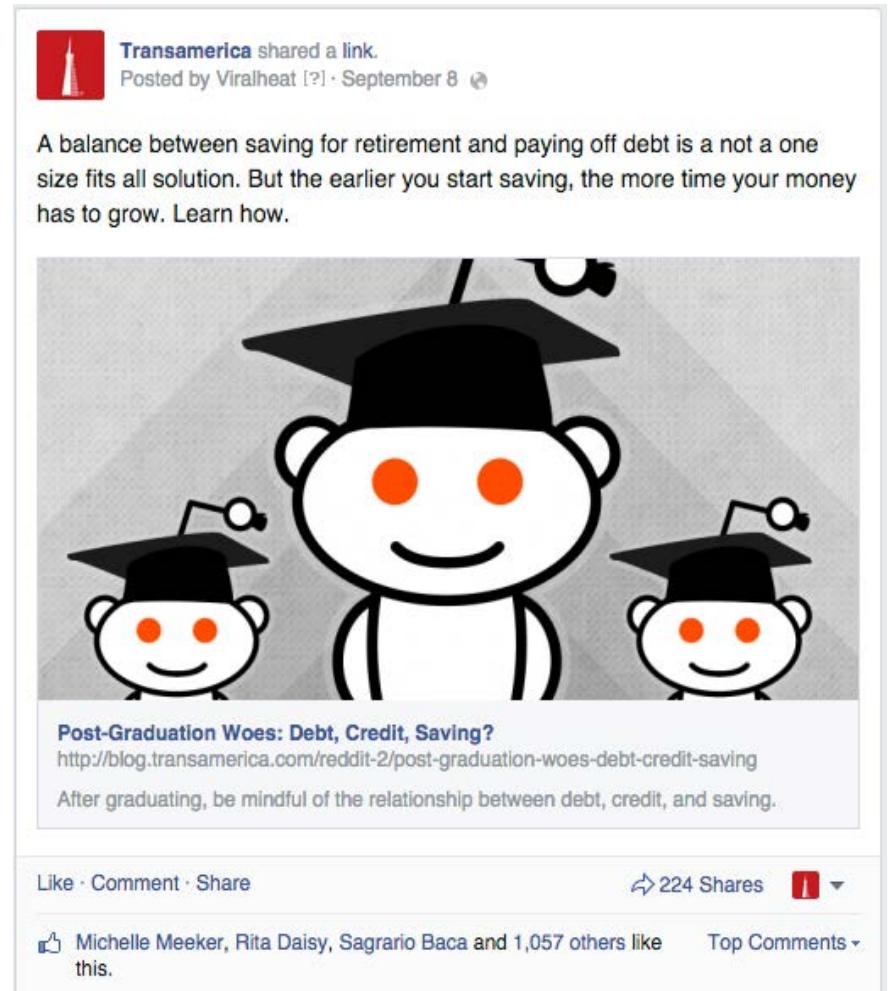 Transamerica shared a link.
Posted by Viralheat [?] · September 8
A balance between saving for retirement and paying off debt is a not a one
size fits all solution. But the earlier you start saving, the more time your money
has to grow. Learn how.
Post-Graduation Woes: Debt, Credit, Saving?
http://blog.transamerica.com/reddit-2/post-graduation-woes-debt-credit-saving
After graduating, be mindful of the relationship between debt, credit, and saving.
Like · Comment · Share
224 Shares
Michelle Meeker, Rita Daisy, Sagrario Baca and 1,057 others like
this.
Top Comments